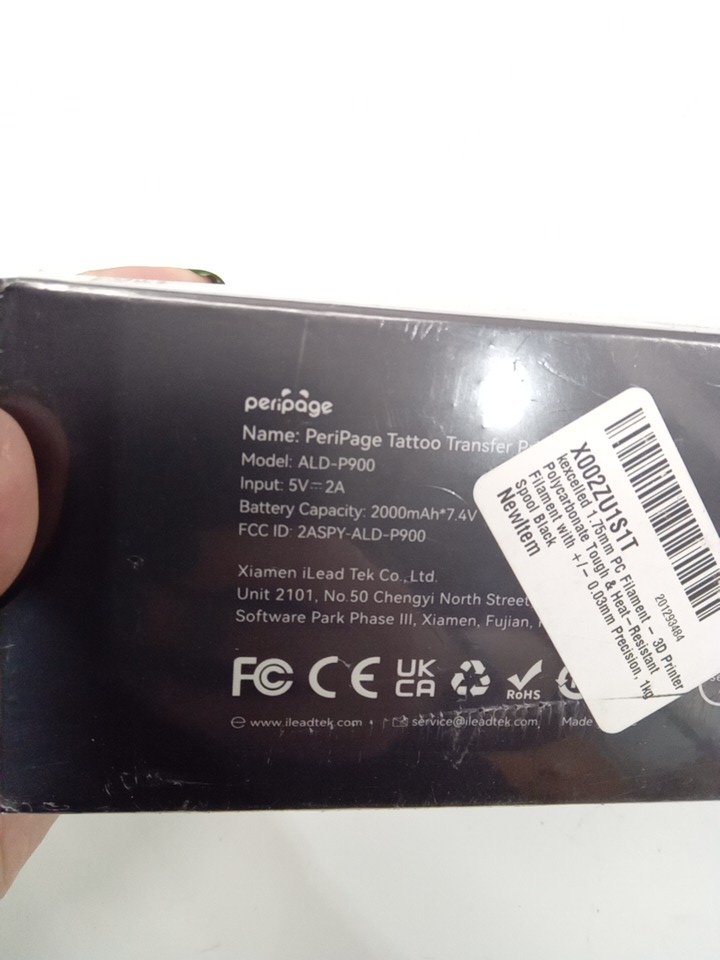 peripage
Name: PeriPage Tattoo Transfer
Model: ALD-P900
Input: 5V⎓2A
Battery Capacity: 2000mAh*7.4V
FCC ID: 2ASPY-ALD-P900
Xiamen iLead Tek Co.,Ltd.
Unit 2101, No.50 Chengyi North Street
Software Park Phase III, Xiamen, Fujian,
FC CE UK CA RoHS
www.ileadtek.com service@ileadtek.com Made
201293484
X002ZU1S1T
kexcelled 1.75mm PC Filament - 3D Printer
Polycarbonate Tough & Heat-Resistant
Filament with +/- 0.03mm Precision, 1kg
Spool Black
NewItem